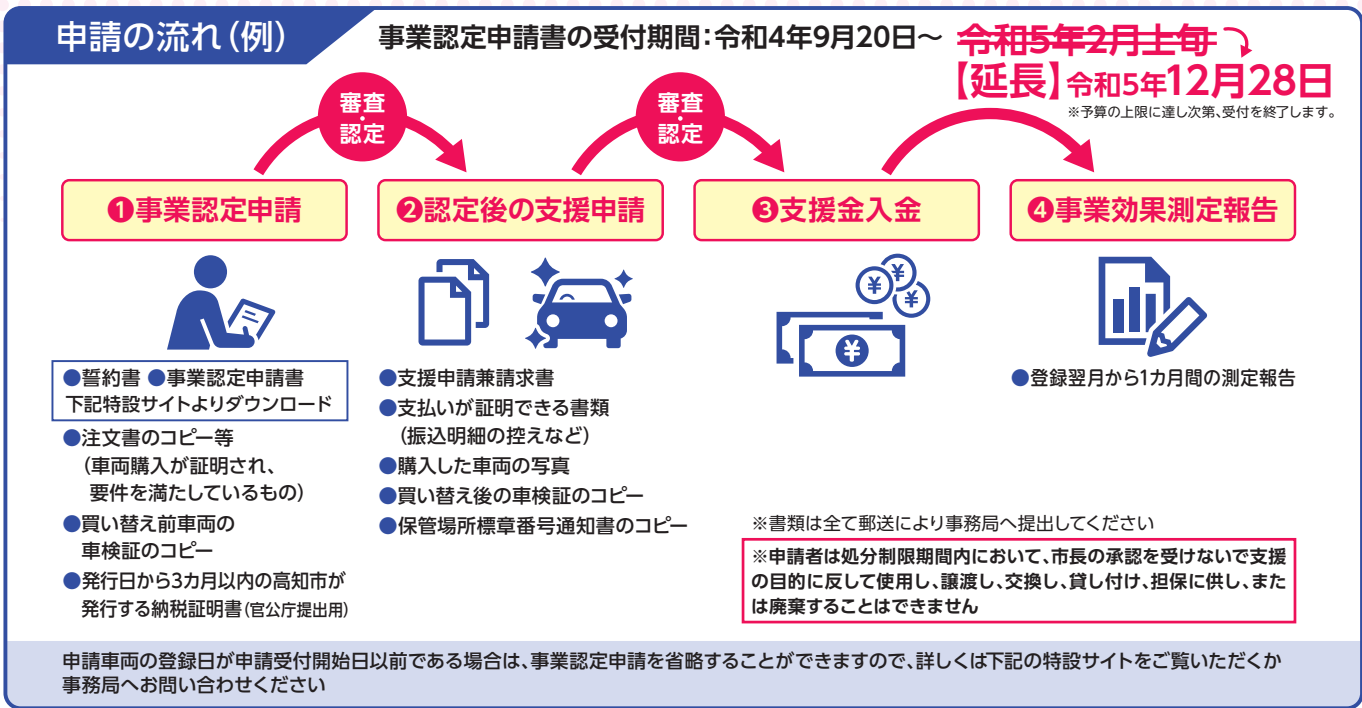 申請の流れ(例)
事業認定申請書の受付期間:令和4年9月20日〜 令和5年2月上旬
【延長】令和5年12月28日
※予算の上限に達し次第、受付を終了します。
審査・認定
審査・認定
❶事業認定申請
❷認定後の支援申請
❸支援金入金
❹事業効果測定報告
●誓約書 ●事業認定申請書
下記特設サイトよりダウンロード
●注文書のコピー等
(車両購入が証明され、
要件を満たしているもの)
●買い替え前車両の
車検証のコピー
●発行日から3カ月以内の高知市が
発行する納税証明書(官公庁提出用)
●支援申請兼請求書
●支払いが証明できる書類
(振込明細の控えなど)
●購入した車両の写真
●買い替え後の車検証のコピー
●保管場所標章番号通知書のコピー
¥
¥
¥
¥
●登録翌月から1カ月間の測定報告
※書類は全て郵送により事務局へ提出してください
※申請者は処分制限期間内において、市長の承認を受けないで支援
の目的に反して使用し、譲渡し、交換し、貸し付け、担保に供し、また
は廃棄することはできません
申請車両の登録日が申請受付開始日以前である場合は、事業認定申請を省略することができますので、詳しくは下記の特設サイトをご覧いただくか
事務局へお問い合わせください